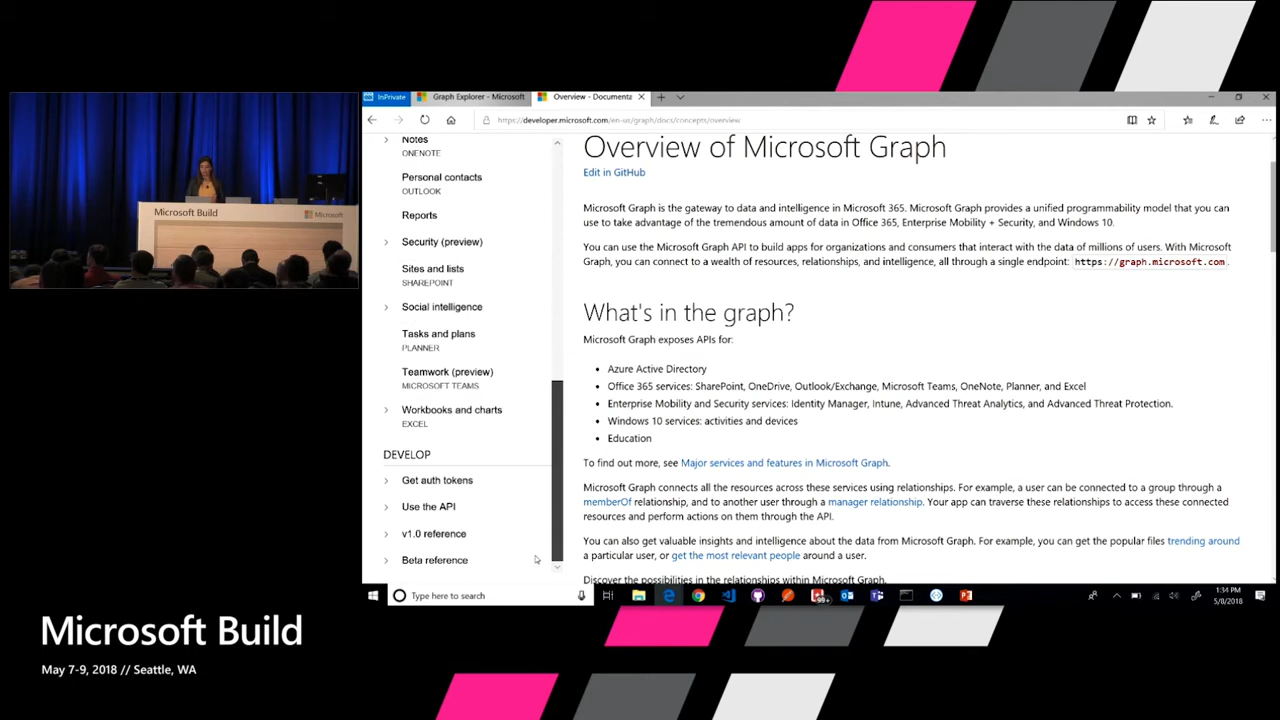 InPrivate
Graph Explorer - Microsoft
Overview - Documenta
https://developer.microsoft.com/en-us/graph/docs/concepts/overview
Notes
ONENOTE
Personal contacts
OUTLOOK
Reports
Security (preview)
Sites and lists
SHAREPOINT
Social intelligence
Tasks and plans
PLANNER
Teamwork (preview)
MICROSOFT TEAMS
Workbooks and charts
EXCEL
DEVELOP
Get auth tokens
Use the API
v1.0 reference
Beta reference
Overview of Microsoft Graph
Edit in GitHub
Microsoft Graph is the gateway to data and intelligence in Microsoft 365. Microsoft Graph provides a unified programmability model that you can
use to take advantage of the tremendous amount of data in Office 365, Enterprise Mobility + Security, and Windows 10.
You can use the Microsoft Graph API to build apps for organizations and consumers that interact with the data of millions of users. With Microsoft
Graph, you can connect to a wealth of resources, relationships, and intelligence, all through a single endpoint: https://graph.microsoft.com.
What's in the graph?
Microsoft Graph exposes APIs for:
• Azure Active Directory
• Office 365 services: SharePoint, OneDrive, Outlook/Exchange, Microsoft Teams, OneNote, Planner, and Excel
• Enterprise Mobility and Security services: Identity Manager, Intune, Advanced Threat Analytics, and Advanced Threat Protection.
• Windows 10 services: activities and devices
• Education
To find out more, see Major services and features in Microsoft Graph.
Microsoft Graph connects all the resources across these services using relationships. For example, a user can be connected to a group through a
memberOf relationship, and to another user through a manager relationship. Your app can traverse these relationships to access these connected
resources and perform actions on them through the API.
You can also get valuable insights and intelligence about the data from Microsoft Graph. For example, you can get the popular files trending around
a particular user, or get the most relevant people around a user.
Discover the possibilities in the relationships within Microsoft Graph.
Type here to search
99+
1:34 PM
5/8/2018
Microsoft Build
Microsoft
Microsoft Build
May 7-9, 2018 // Seattle, WA